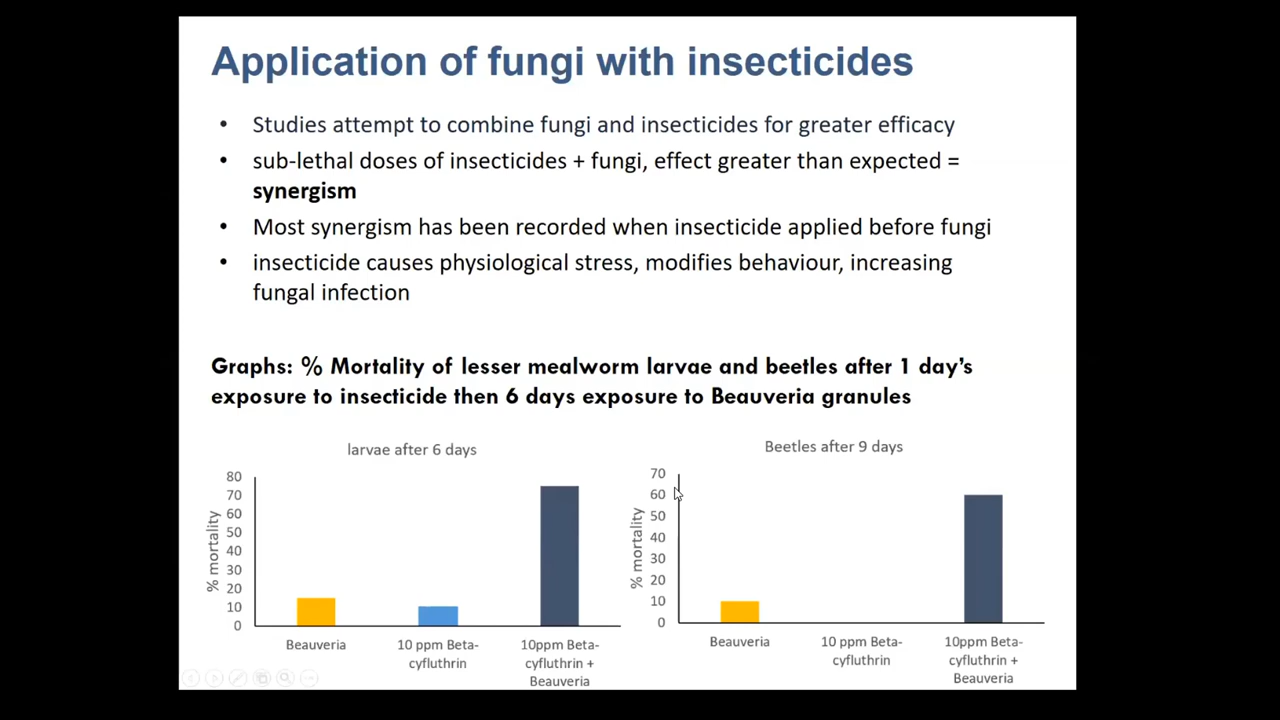 Application of fungi with insecticides
• Studies attempt to combine fungi and insecticides for greater efficacy
• sub-lethal doses of insecticides + fungi, effect greater than expected =
synergism
• Most synergism has been recorded when insecticide applied before fungi
• insecticide causes physiological stress, modifies behaviour, increasing
fungal infection
Graphs: % Mortality of lesser mealworm larvae and beetles after 1 day's
exposure to insecticide then 6 days exposure to Beauveria granules
larvae after 6 days
% mortality
80
70
60
50
40
30
20
10
0
Beauveria
10 ppm Beta-
cyfluthrin
10ppm Beta-
cyfluthrin +
Beauveria
Beetles after 9 days
% mortality
70
60
50
40
30
20
10
0
Beauveria
10 ppm Beta-
cyfluthrin
10ppm Beta-
cyfluthrin +
Beauveria